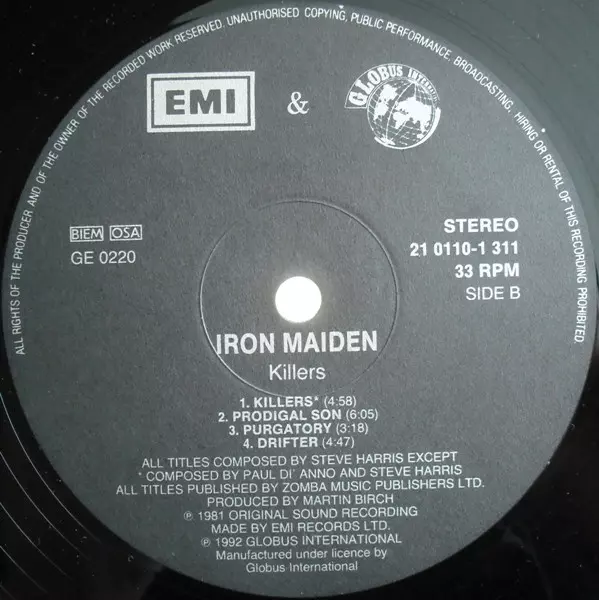 ALL RIGHTS OF THE PRODUCER AND OF THE OWNER OF THE RECORDED WORK RESERVED. UNAUTHORISED COPYING, PUBLIC PERFORMANCE, BROADCASTING, HIRING OR RENTAL OF THIS RECORDING PROHIBITED.
EMI & GLOBUS INTERNATIONAL
BIEM OSA
GE 0220
STEREO
21 0110-1 311
33 RPM
SIDE B
IRON MAIDEN
Killers
1. KILLERS* (4:58)
2. PRODIGAL SON (6:05)
3. PURGATORY (3:18)
4. DRIFTER (4:47)
ALL TITLES COMPOSED BY STEVE HARRIS EXCEPT
* COMPOSED BY PAUL DI' ANNO AND STEVE HARRIS
ALL TITLES PUBLISHED BY ZOMBA MUSIC PUBLISHERS LTD.
PRODUCED BY MARTIN BIRCH
℗ 1981 ORIGINAL SOUND RECORDING
MADE BY EMI RECORDS LTD.
℗ 1992 GLOBUS INTERNATIONAL
Manufactured under licence by
Globus International